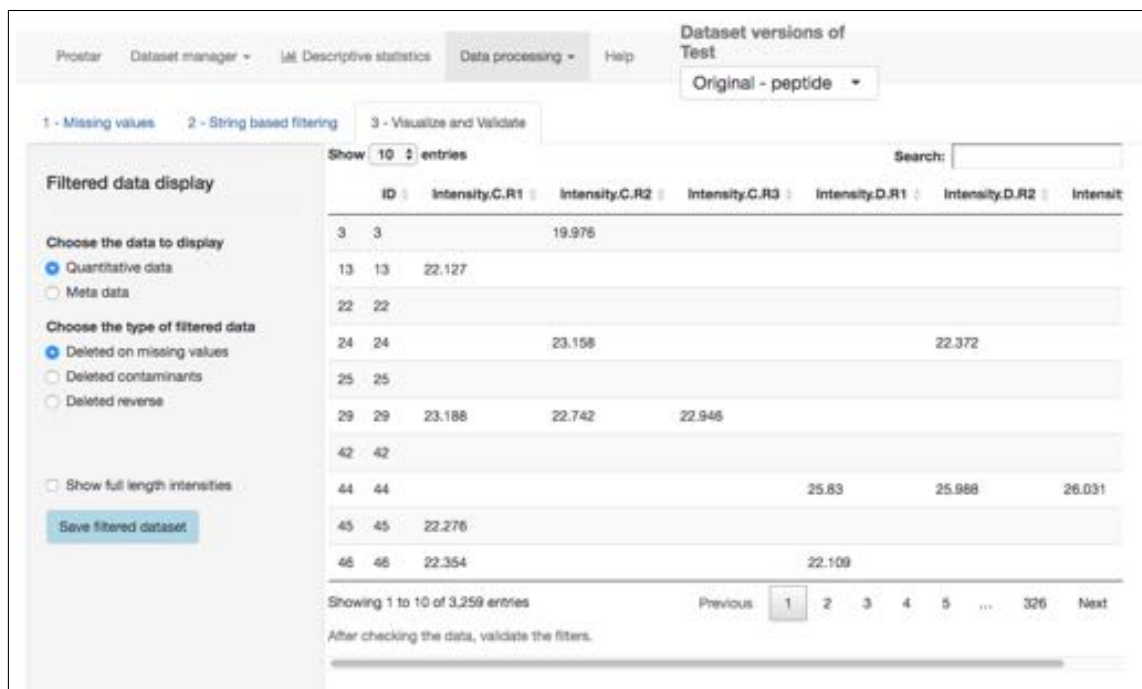 Prostar Dataset manager Descriptive statistics Data processing Help
Dataset versions of
Test
Original - peptide
1 - Missing values 2 - String based filtering 3 - Visualize and Validate
Filtered data display
Choose the data to display
Quantitative data
Meta data
Choose the type of filtered data
Deleted on missing values
Deleted contaminants
Deleted reverse
Show full length intensities
Save filtered dataset
Show 10 entries Search:
ID Intensity.C.R1 Intensity.C.R2 Intensity.C.R3 Intensity.D.R1 Intensity.D.R2 Intensit
3 3 19.976
13 13 22.127
22 22
24 24 23.158 22.372
25 25
29 29 23.188 22.742 22.946
42 42
44 44 25.83 25.988 26.031
45 45 22.276
46 46 22.354 22.109
Showing 1 to 10 of 3,259 entries Previous 1 2 3 4 5 ... 326 Next
After checking the data, validate the filters.